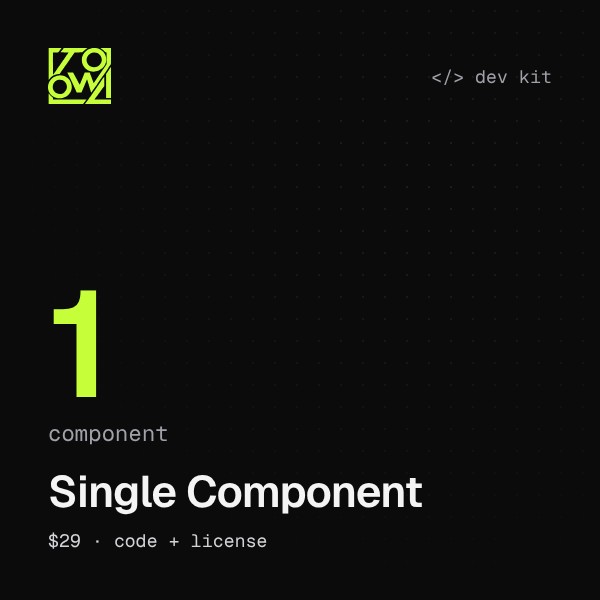 </> dev kit
1
component
Single Component
$29 · code + license